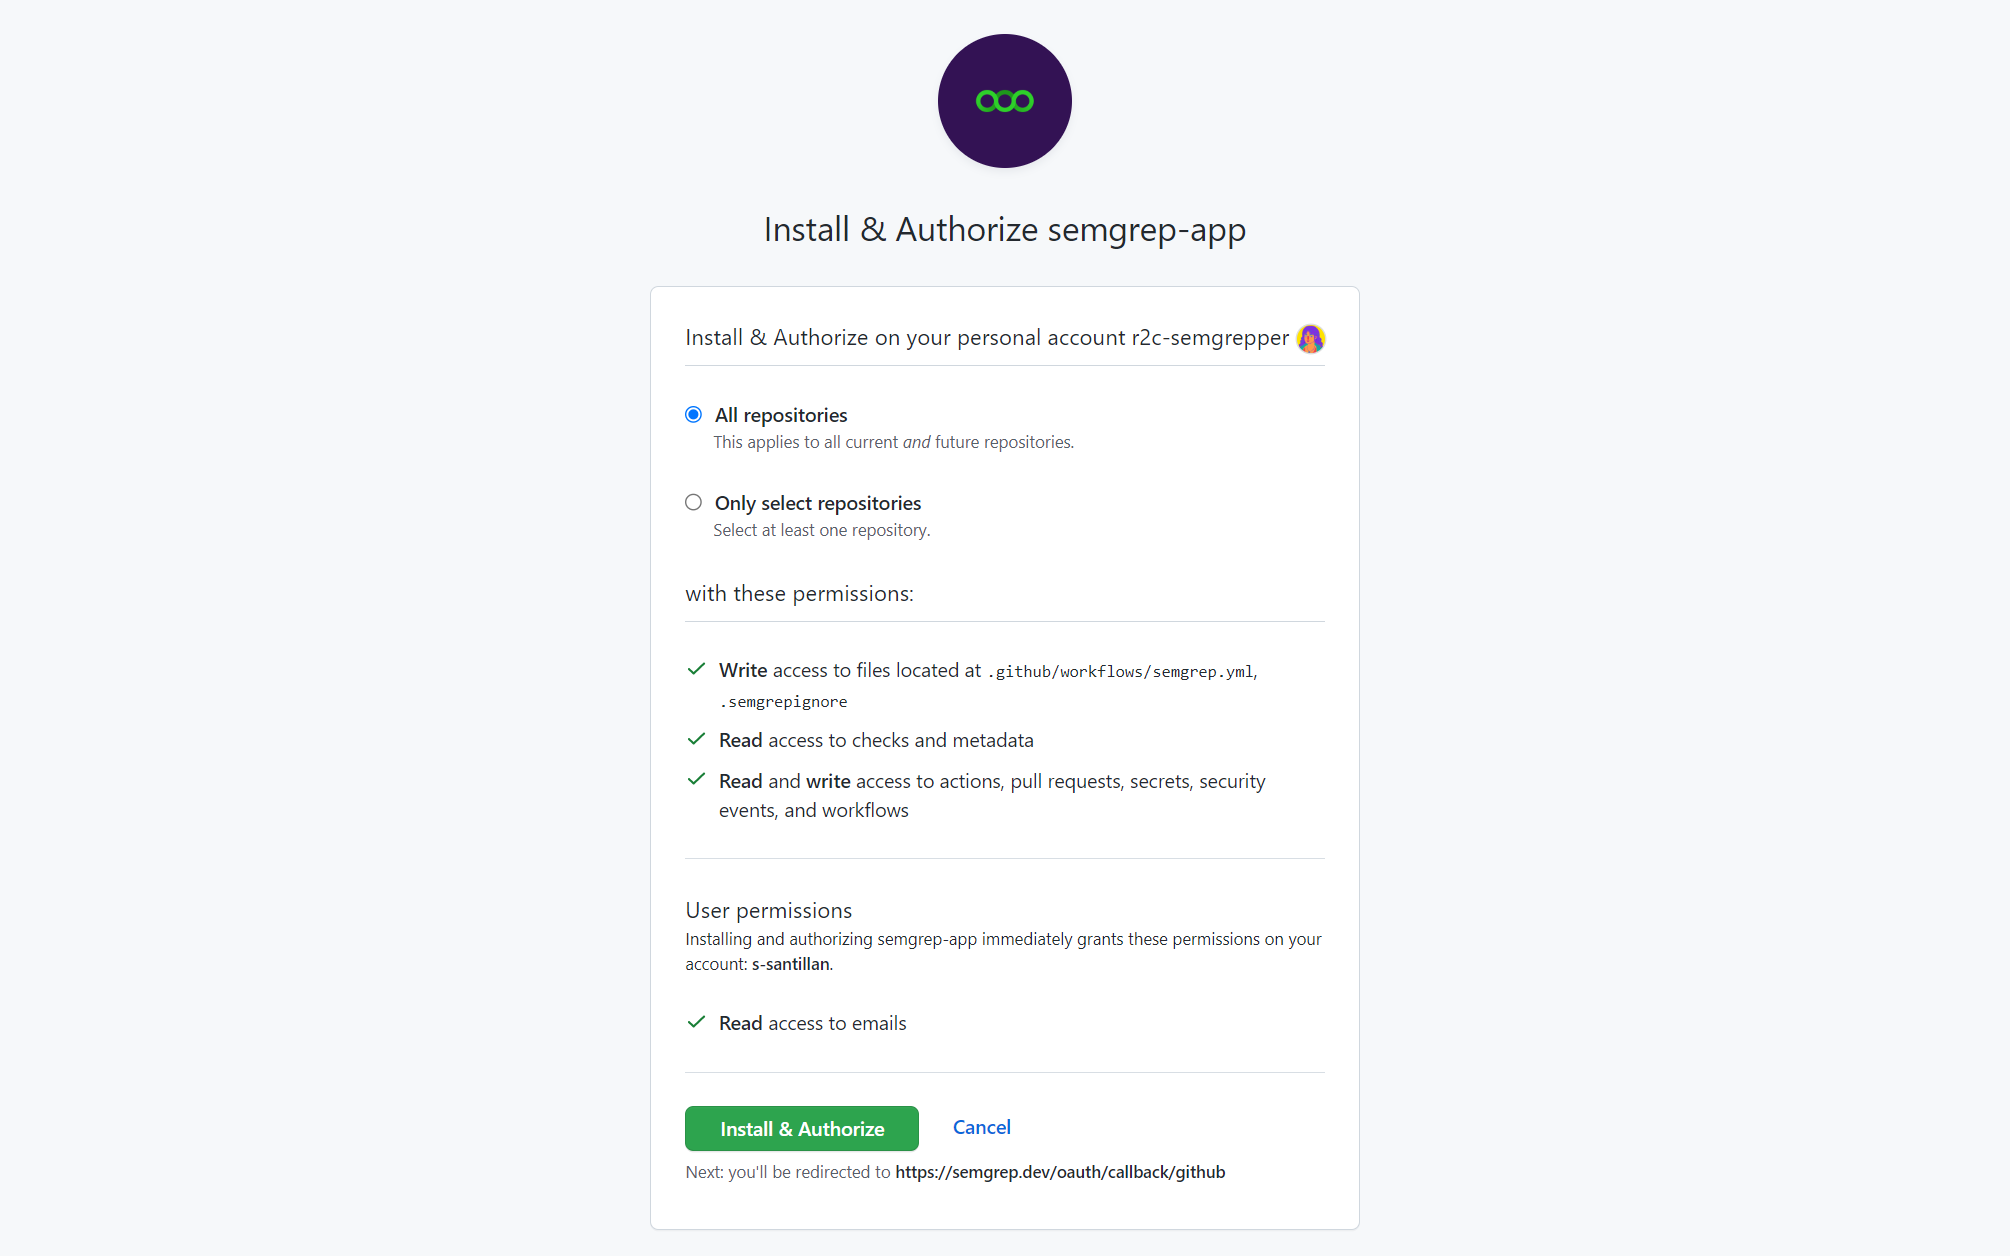 Install & Authorize semgrep-app
Install & Authorize on your personal account r2c-semgrepper
All repositories
This applies to all current and future repositories.
Only select repositories
Select at least one repository.
with these permissions:
Write access to files located at .github/workflows/semgrep.yml,
.semgrepignore
Read access to checks and metadata
Read and write access to actions, pull requests, secrets, security
events, and workflows
User permissions
Installing and authorizing semgrep-app immediately grants these permissions on your
account: s-santillan.
Read access to emails
Install & Authorize
Cancel
Next: you'll be redirected to https://semgrep.dev/oauth/callback/github